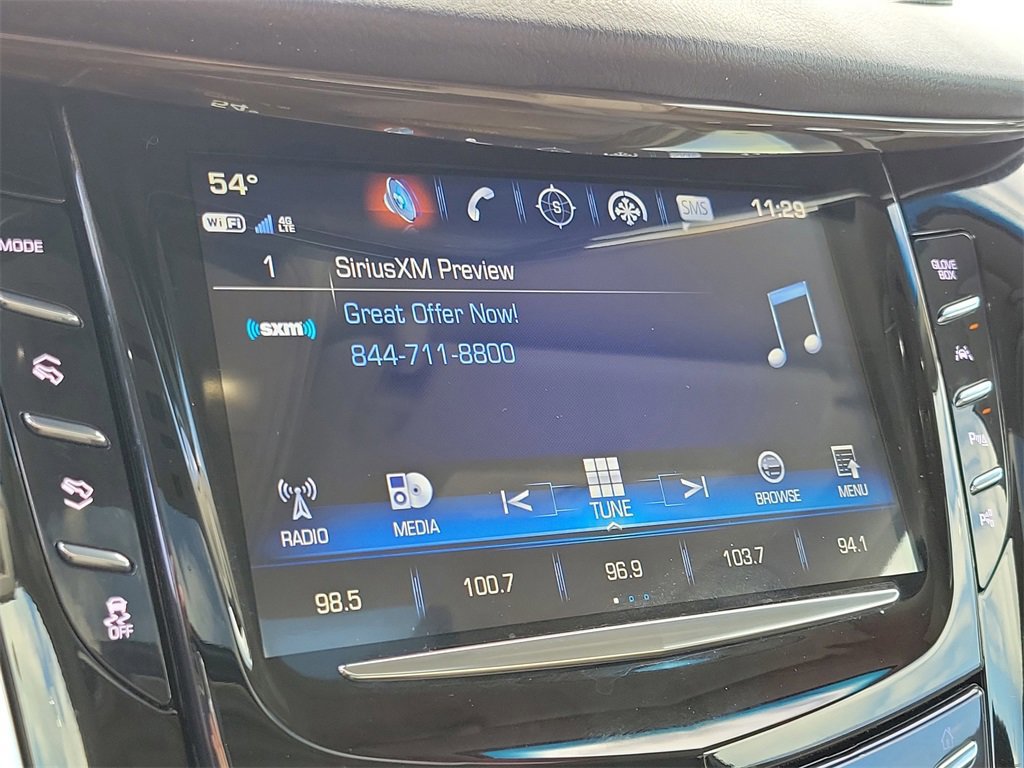 54°
SMS
11:29
WiFi 4G LTE
S
MODE
1 SiriusXM Preview
GLOVE
BOX
Great Offer Now!
((sxm))
844-711-8800
RADIO
MEDIA
TUNE
BROWSE
MENU
98.5
100.7
96.9
103.7
94.1
OFF